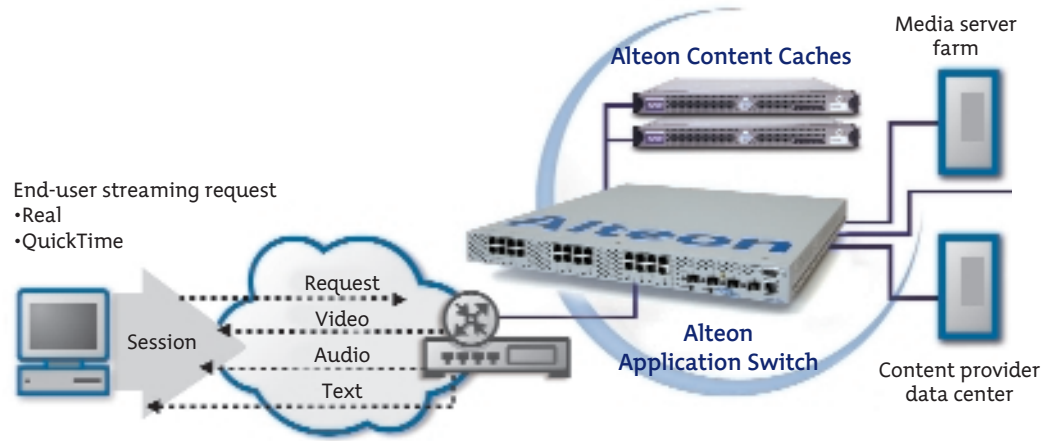 Media server
farm
Alteon Content Caches
End-user streaming request
•Real
•QuickTime
Alteon
Request
Video
Session
Audio
Text
Alteon
Application Switch
Content provider
data center